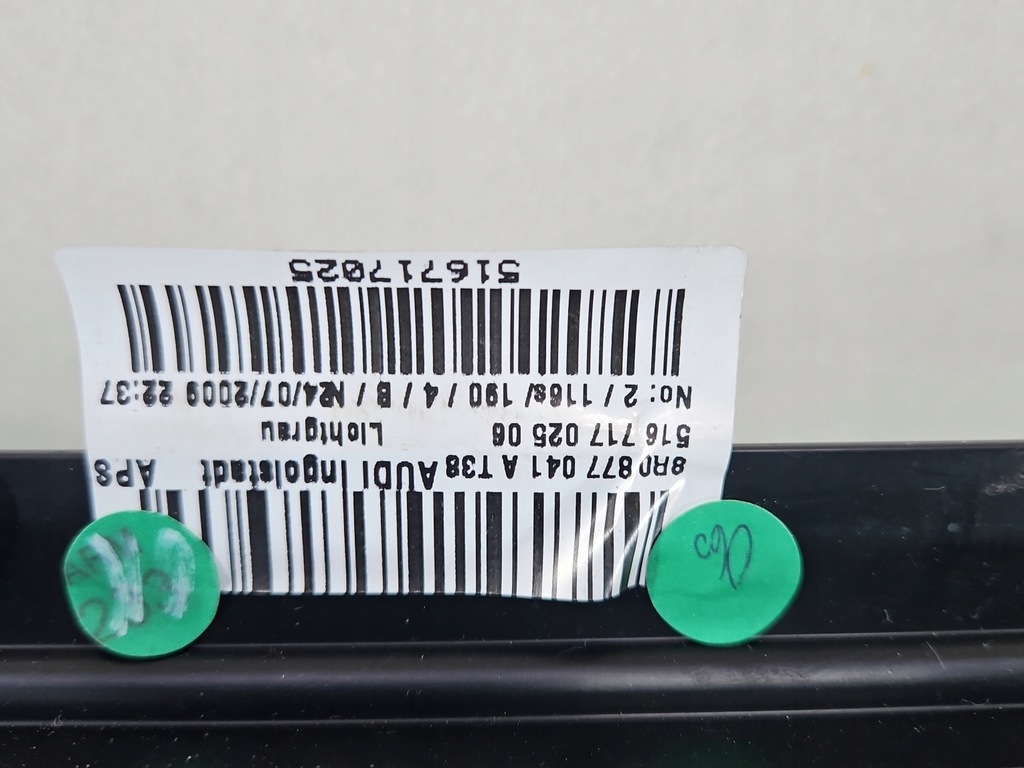 8R0 877 041 A T38 AUDI Ingolstadt APS
516 717 025 06 Lichtgrau
No: 2 / 116s/ 190 / 4 / B / N24/07/2009 22:37
516717025